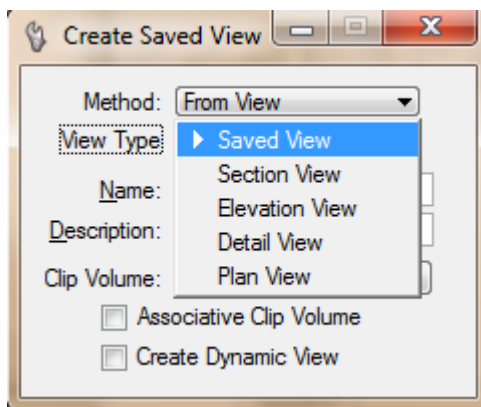 Create Saved View
Method: From View
View Type
Saved View
Section View
Name:
Elevation View
Description:
Detail View
Clip Volume:
Plan View
Associative Clip Volume
Create Dynamic View